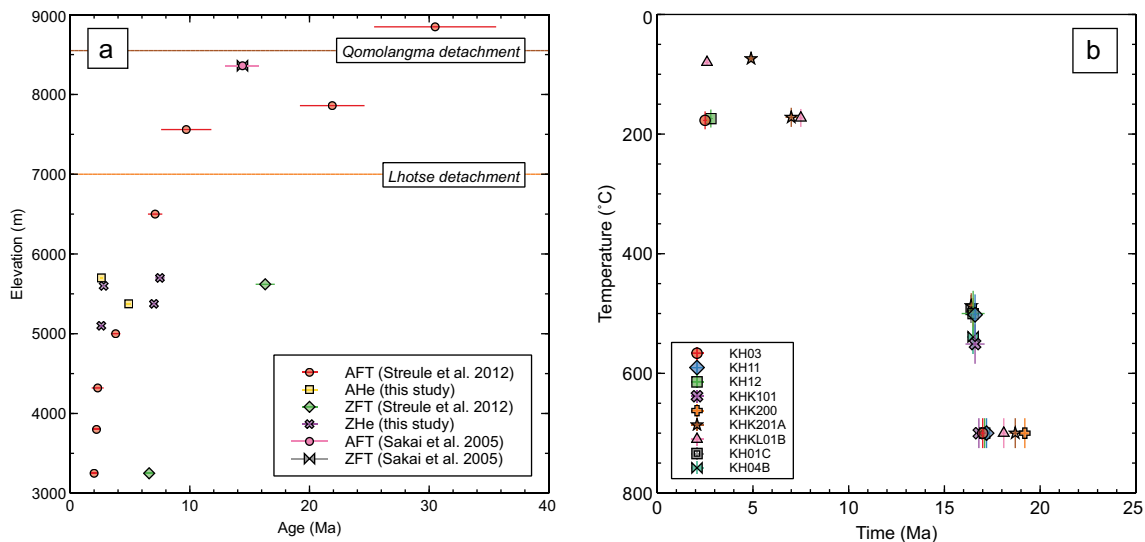 a
9000
8000
7000
6000
5000
4000
3000
0
10
20
30
40
Elevation (m)
Age (Ma)
Qomolangma detachment
Lhotse detachment
AFT (Streule et al. 2012)
AHe (this study)
ZFT (Streule et al. 2012)
ZHe (this study)
AFT (Sakai et al. 2005)
ZFT (Sakai et al. 2005)
b
0
200
400
600
800
0
5
10
15
20
25
Temperature (˚C)
Time (Ma)
KH03
KH11
KH12
KHK101
KHK200
KHK201A
KHKL01B
KH01C
KH04B